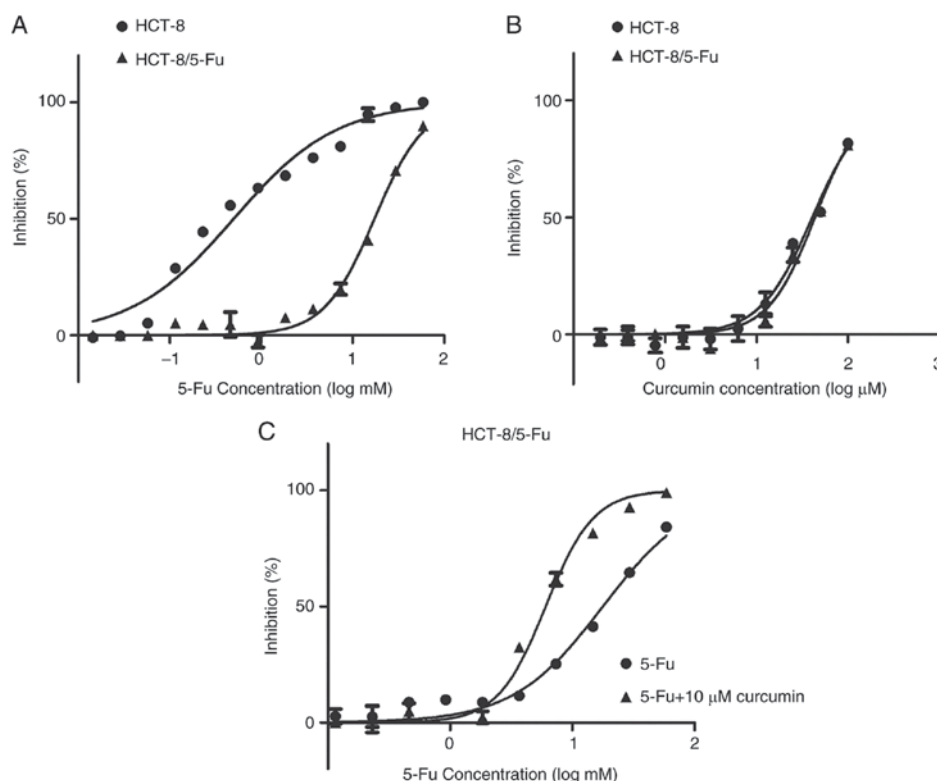 A
HCT-8
HCT-8/5-Fu
100
50
0
Inhibition (%)
−1
0
1
2
5-Fu Concentration (log mM)
B
HCT-8
HCT-8/5-Fu
100
50
0
Inhibition (%)
0
1
2
3
Curcumin concentration (log μM)
C
HCT-8/5-Fu
100
50
0
Inhibition (%)
5-Fu
5-Fu+10 μM curcumin
0
1
2
5-Fu Concentration (log mM)